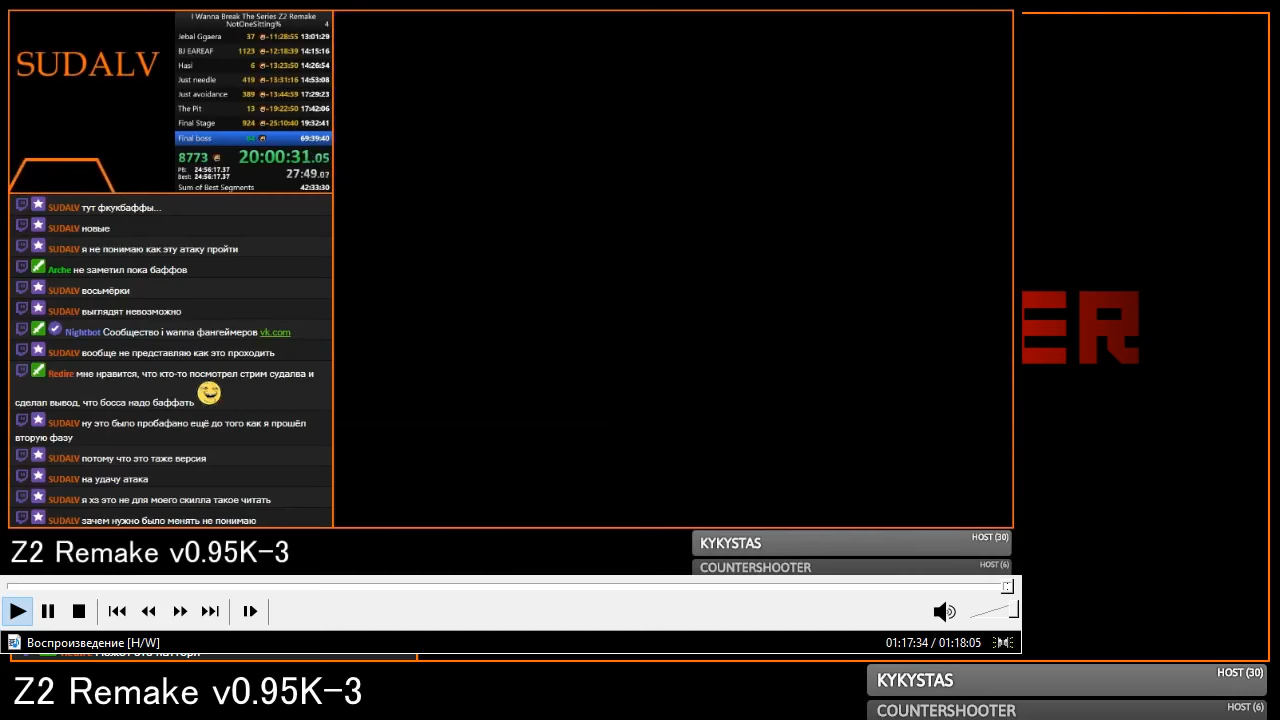 SUDALV
I Wanna Break The Series Z2 Remake
NotOneSitting% 4
Jebal Ggaera 37 -11:28:55 13:01:29
BJ EAREAF 1123 -12:18:39 14:15:16
Hasi 6 -13:23:50 14:26:54
Just needle 419 -13:31:16 14:53:08
Just avoidance 389 -13:44:59 17:29:23
The Pit 13 -19:22:50 17:42:06
Final Stage 924 -25:10:40 19:32:41
Final boss 69:39:40
8773 20:00:31.05
PB: 24:56:17.37
Best: 24:56:17.37
27:49.07
Sum of Best Segments 42:33:30
SUDALV тут фкукбаффы...
SUDALV новые
SUDALV я не понимаю как эту атаку пройти
Arche не заметил пока баффов
SUDALV восьмёрки
SUDALV выглядят невозможно
Nightbot Сообщество i wanna фангеймеров vk.com
SUDALV вообще не представляю как это проходить
Redire мне нравится, что кто-то посмотрел стрим судалва и
сделал вывод, что босса надо баффать
SUDALV ну это было пробафано ещё до того как я прошёл
вторую фазу
SUDALV потому что это таже версия
SUDALV на удачу атака
SUDALV я хз это не для моего скилла такое читать
SUDALV зачем нужно было менять не понимаю
ER
Z2 Remake v0.95K-3
KYKYSTAS HOST (30)
COUNTERSHOOTER HOST (6)
Воспроизведение [H/W]
01:17:34 / 01:18:05
Z2 Remake v0.95K-3
KYKYSTAS HOST (30)
COUNTERSHOOTER HOST (6)